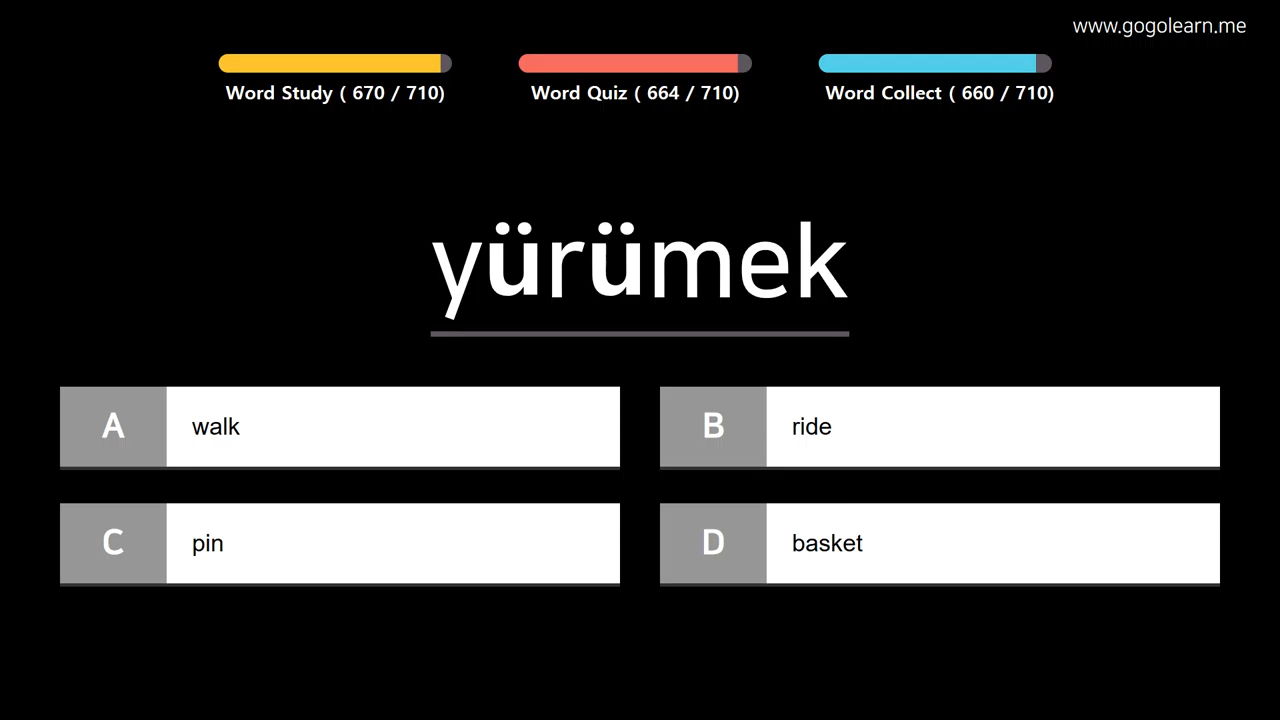 www.gogolearn.me
Word Study ( 670 / 710)
Word Quiz ( 664 / 710)
Word Collect ( 660 / 710)
yürümek
A walk
B ride
C pin
D basket